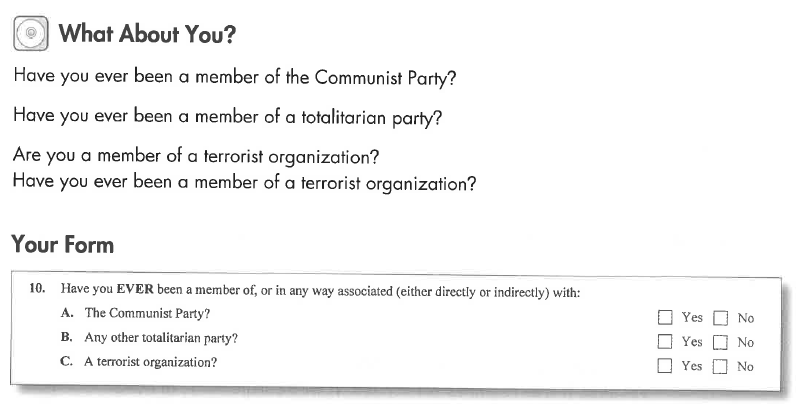 What About You?
Have you ever been a member of the Communist Party?
Have you ever been a member of a totalitarian party?
Are you a member of a terrorist organization?
Have you ever been a member of a terrorist organization?
Your Form
10. Have you EVER been a member of, or in any way associated (either directly or indirectly) with:
A. The Communist Party? Yes No
B. Any other totalitarian party? Yes No
C. A terrorist organization? Yes No